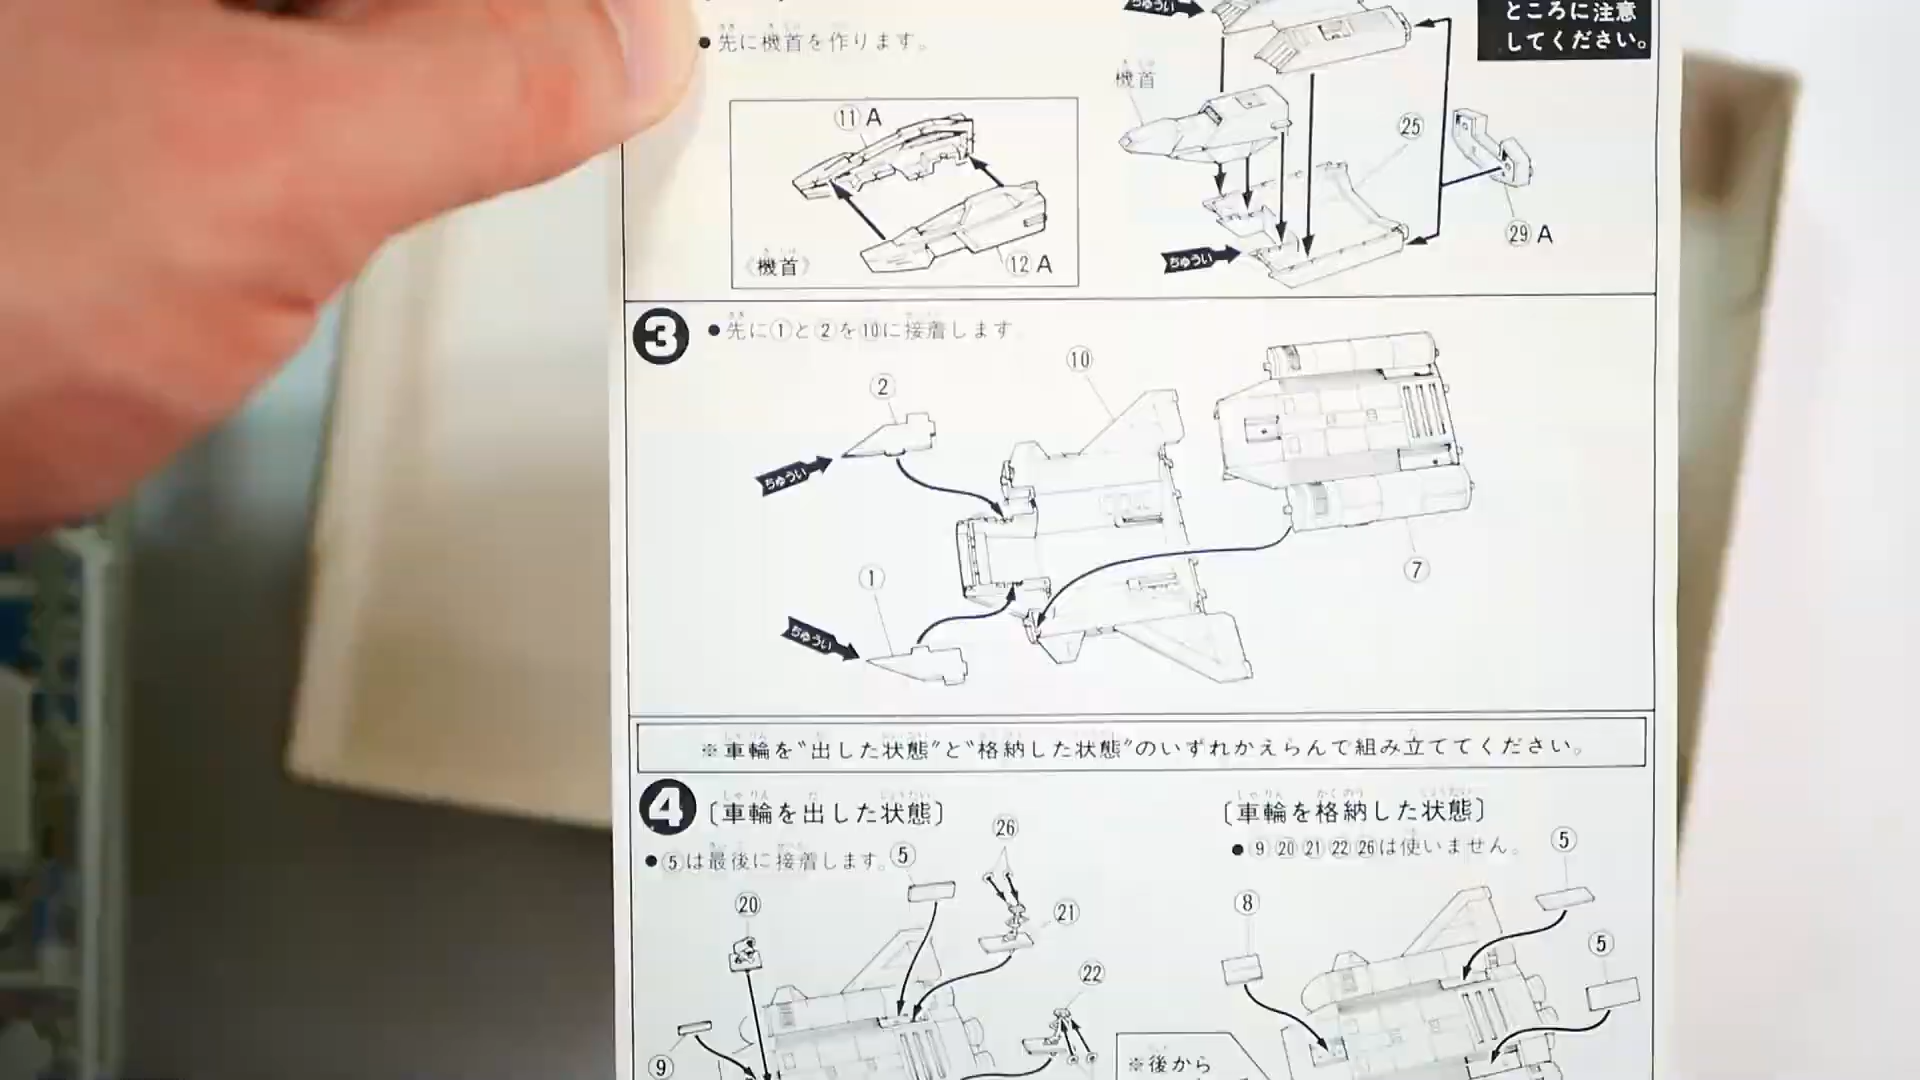 ●先に機首を作ります。
ちゅうい
ところに注意
してください。
機首
⑪A
㉕
《機首》
⑫A
ちゅうい
㉙A
❸ ●先に①と②を⑩に接着します
②
⑩
ちゅうい
①
⑦
ちゅうい
※車輪を"出した状態"と"格納した状態"のいずれかえらんで組み立ててください。
❹〔車輪を出した状態〕
●⑤は最後に接着します。
⑤
㉖
⑳
㉑
㉒
⑨
〔車輪を格納した状態〕
●⑨⑳㉑㉒㉖は使いません。
⑤
⑧
⑤
※後から